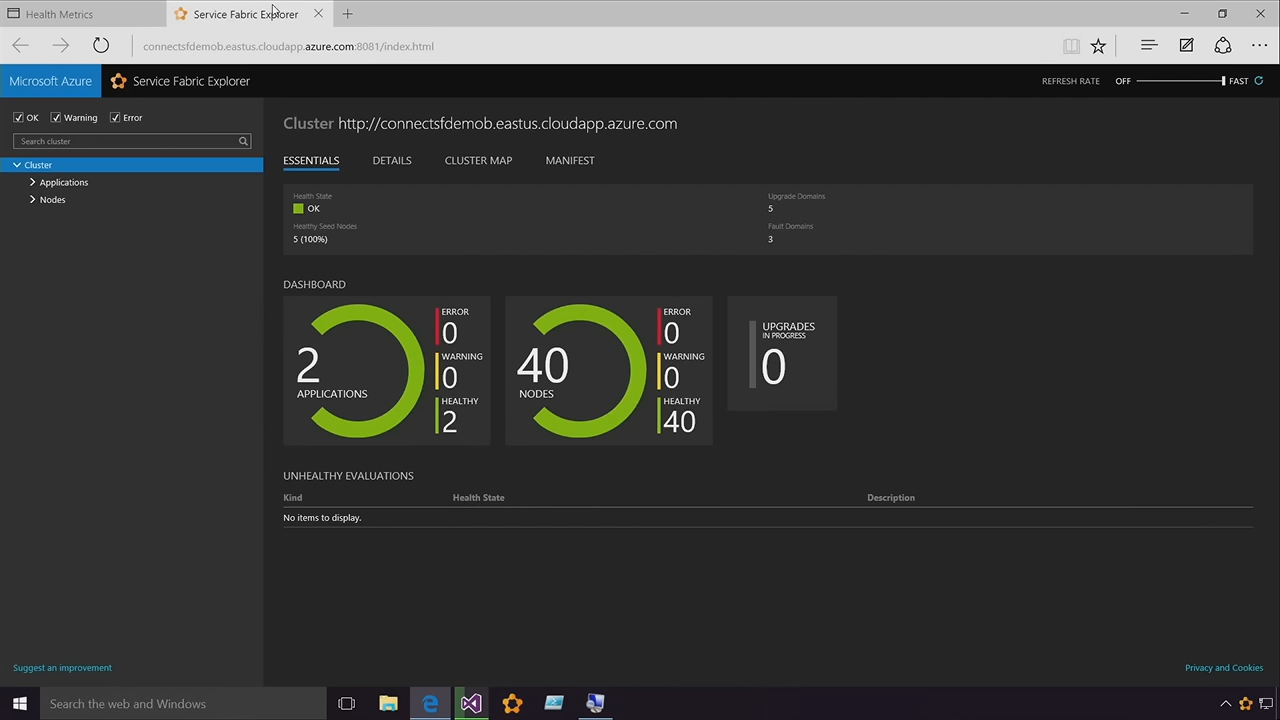 Health Metrics
Service Fabric Explorer
connectsfdemob.eastus.cloudapp.azure.com:8081/index.html
Microsoft Azure
Service Fabric Explorer
REFRESH RATE OFF FAST
OK Warning Error
Search cluster
Cluster
Applications
Nodes
Cluster http://connectsfdemob.eastus.cloudapp.azure.com
ESSENTIALS DETAILS CLUSTER MAP MANIFEST
Health State
OK
Healthy Seed Nodes
5 (100%)
Upgrade Domains
5
Fault Domains
3
DASHBOARD
2
APPLICATIONS
ERROR
0
WARNING
0
HEALTHY
2
40
NODES
ERROR
0
WARNING
0
HEALTHY
40
UPGRADES
IN PROGRESS
0
UNHEALTHY EVALUATIONS
Kind Health State Description
No items to display.
Suggest an improvement
Privacy and Cookies
Search the web and Windows